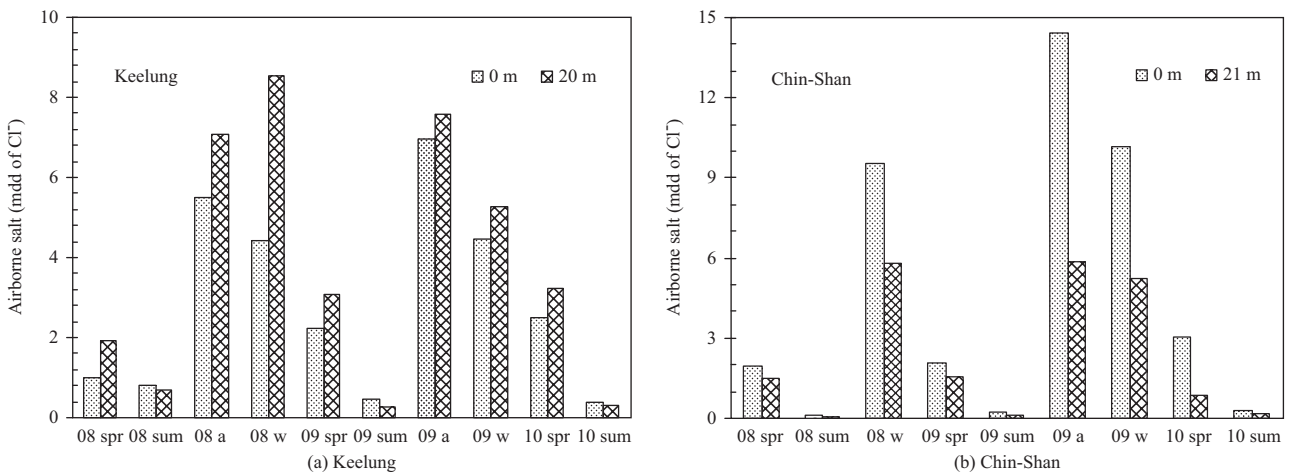 10
8
6
4
2
0
Airborne salt (mdd of Cl⁻)
Keelung
0 m
20 m
08 spr 08 sum 08 a 08 w 09 spr 09 sum 09 a 09 w 10 spr 10 sum
(a) Keelung
15
12
9
6
3
0
Airborne salt (mdd of Cl⁻)
Chin-Shan
0 m
21 m
08 spr 08 sum 08 w 09 spr 09 sum 09 a 09 w 10 spr 10 sum
(b) Chin-Shan